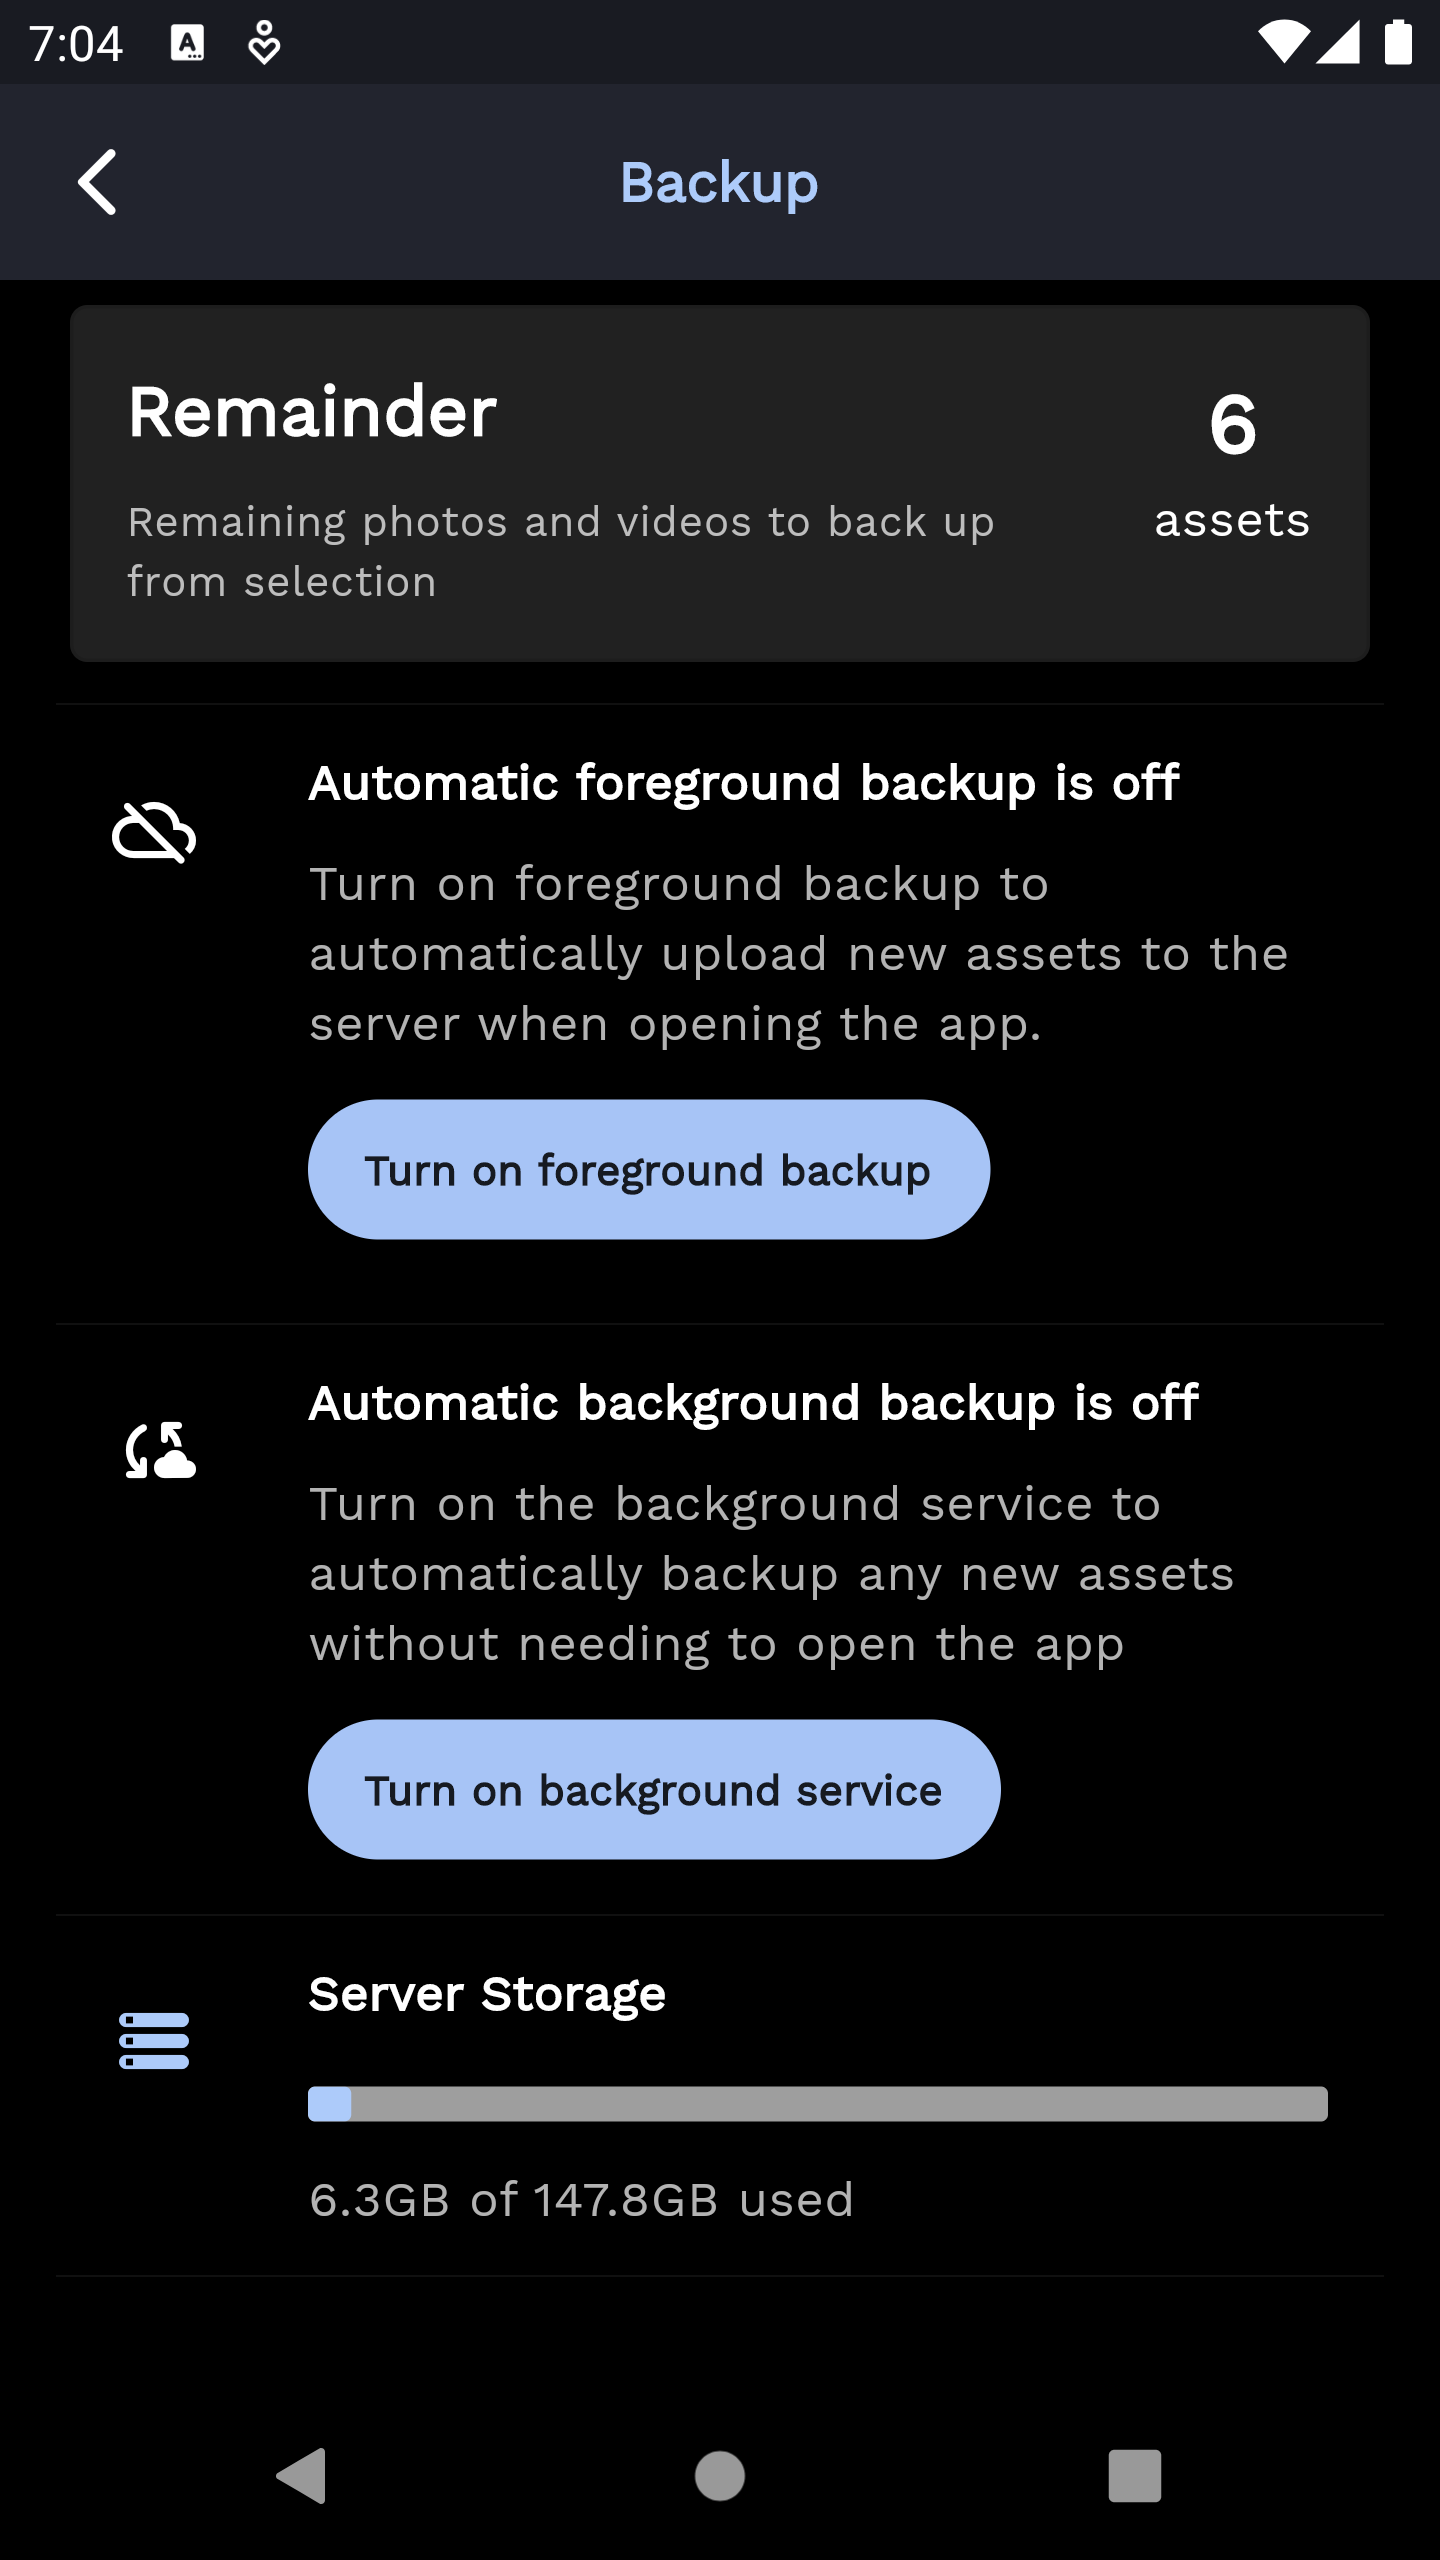 7:04
Backup
Remainder
6
assets
Remaining photos and videos to back up
from selection
Automatic foreground backup is off
Turn on foreground backup to
automatically upload new assets to the
server when opening the app.
Turn on foreground backup
Automatic background backup is off
Turn on the background service to
automatically backup any new assets
without needing to open the app
Turn on background service
Server Storage
6.3GB of 147.8GB used